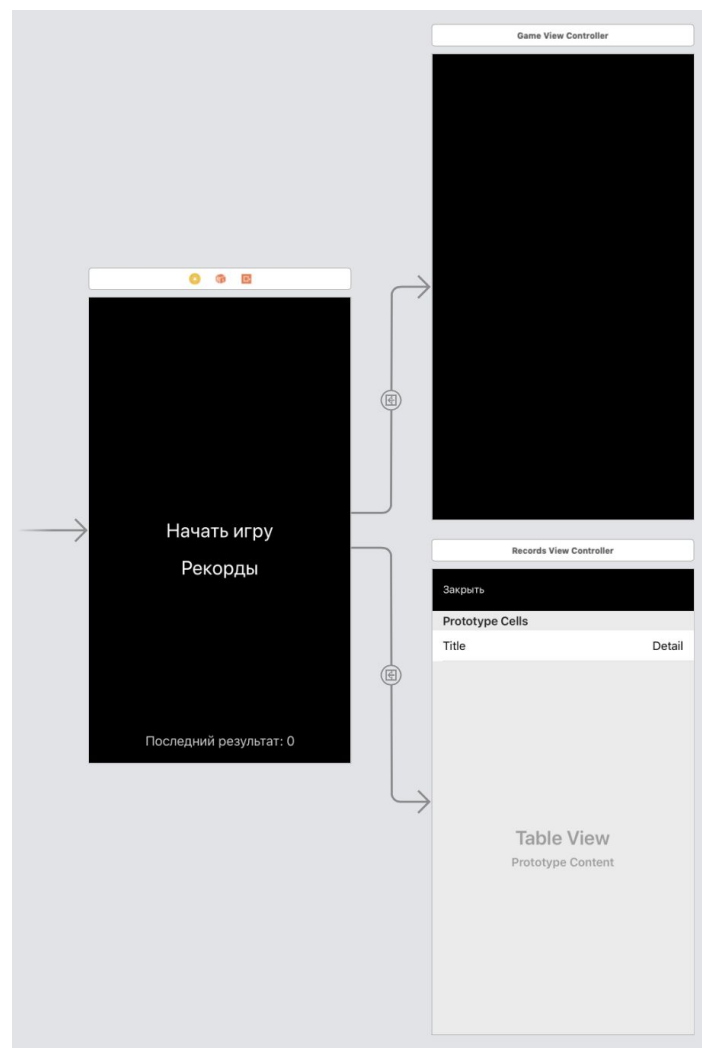 Game View Controller
Начать игру
Рекорды
Последний результат: 0
Records View Controller
Закрыть
Prototype Cells
Title Detail
Table View
Prototype Content